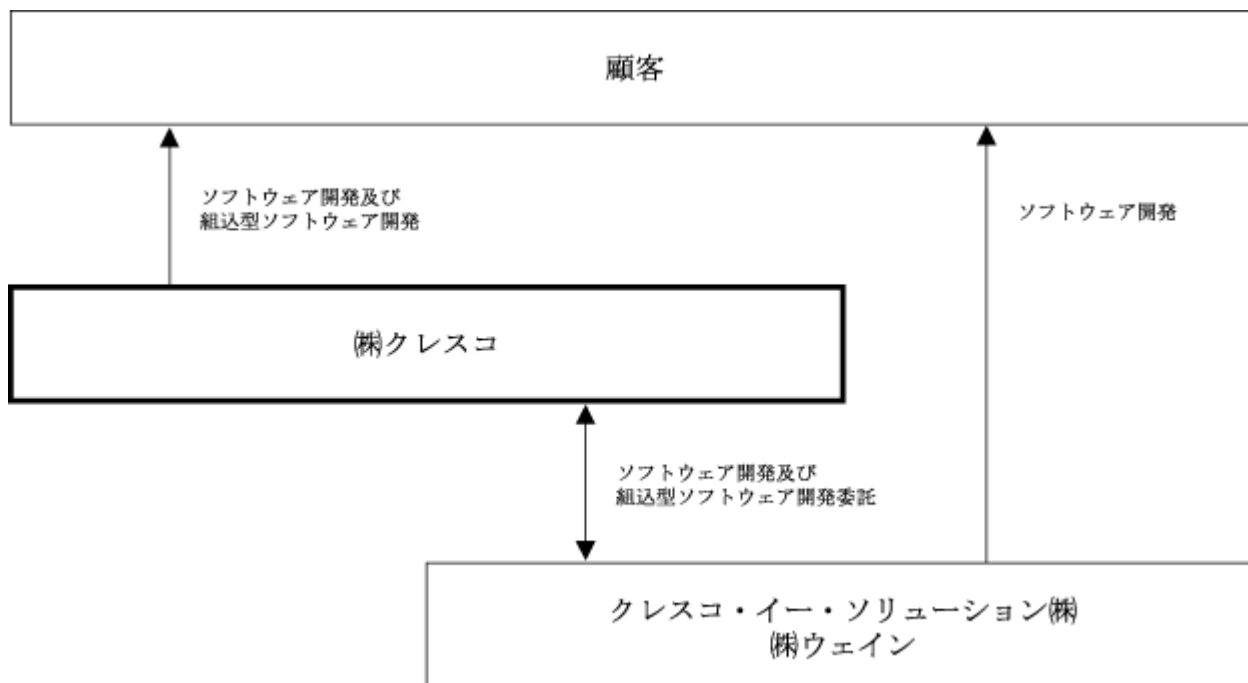 顧客
ソフトウェア開発及び
組込型ソフトウェア開発
ソフトウェア開発
㈱クレスコ
ソフトウェア開発及び
組込型ソフトウェア開発委託
クレスコ・イー・ソリューション㈱
㈱ウェイン